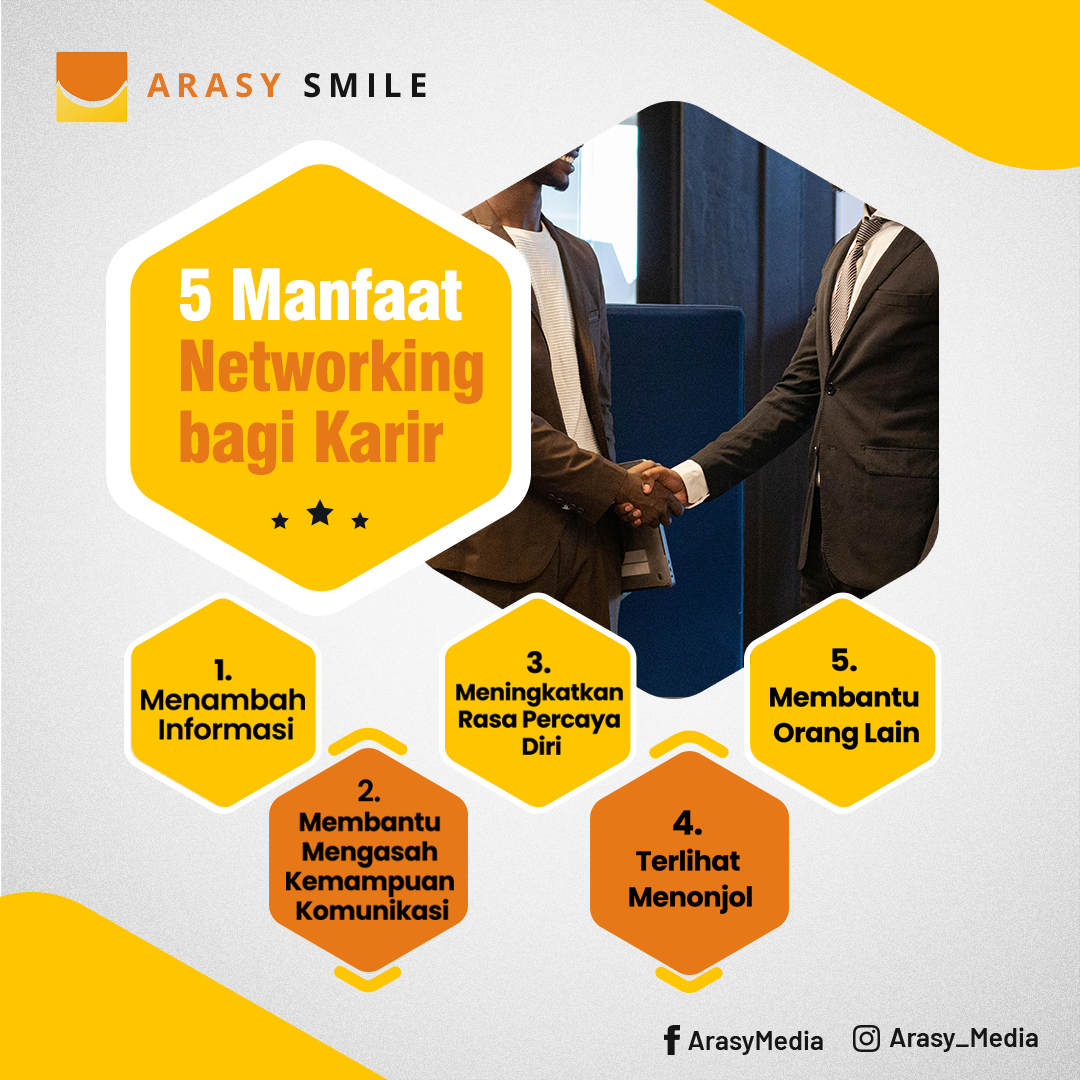 ARASY SMILE
5 Manfaat
Networking
bagi Karir
1.
Menambah
Informasi
2.
Membantu
Mengasah
Kemampuan
Komunikasi
3.
Meningkatkan
Rasa Percaya
Diri
4.
Terlihat
Menonjol
5.
Membantu
Orang Lain
ArasyMedia
Arasy_Media